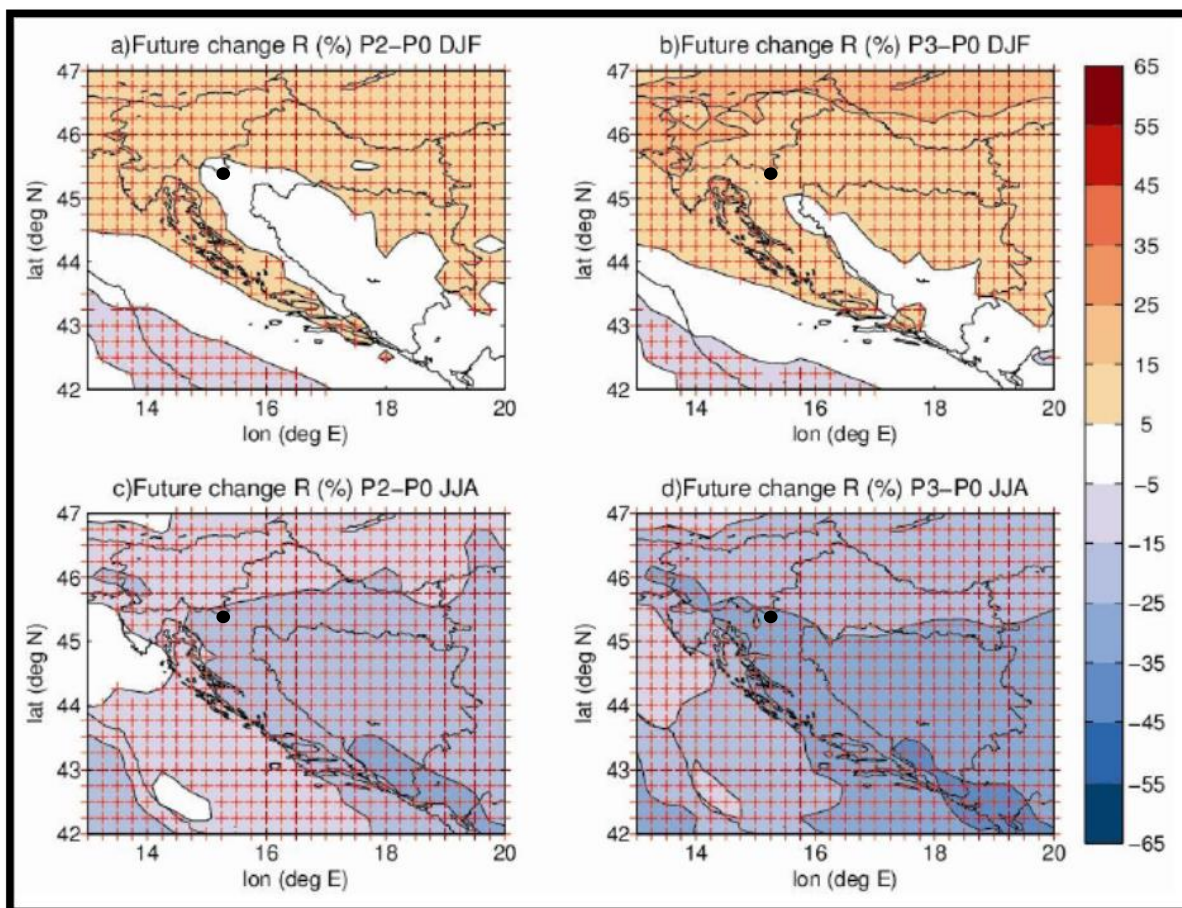 a)Future change R (%) P2−P0 DJF
b)Future change R (%) P3−P0 DJF
47
46
45
44
43
42
lat (deg N)
14 16 18 20
lon (deg E)
47
46
45
44
43
42
lat (deg N)
14 16 18 20
lon (deg E)
c)Future change R (%) P2−P0 JJA
d)Future change R (%) P3−P0 JJA
47
46
45
44
43
42
lat (deg N)
14 16 18 20
lon (deg E)
47
46
45
44
43
42
lat (deg N)
14 16 18 20
lon (deg E)
65
55
45
35
25
15
5
−5
−15
−25
−35
−45
−55
−65